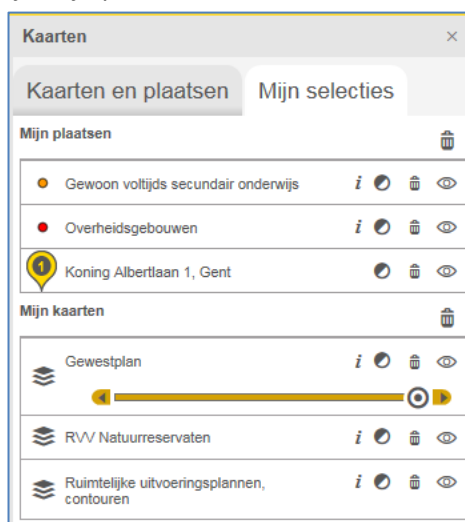 Kaarten
Kaarten en plaatsen Mijn selecties
Mijn plaatsen
Gewoon voltijds secundair onderwijs i
Overheidsgebouwen i
1 Koning Albertlaan 1, Gent
Mijn kaarten
Gewestplan i
RVV Natuurreservaten i
Ruimtelijke uitvoeringsplannen, i
contouren